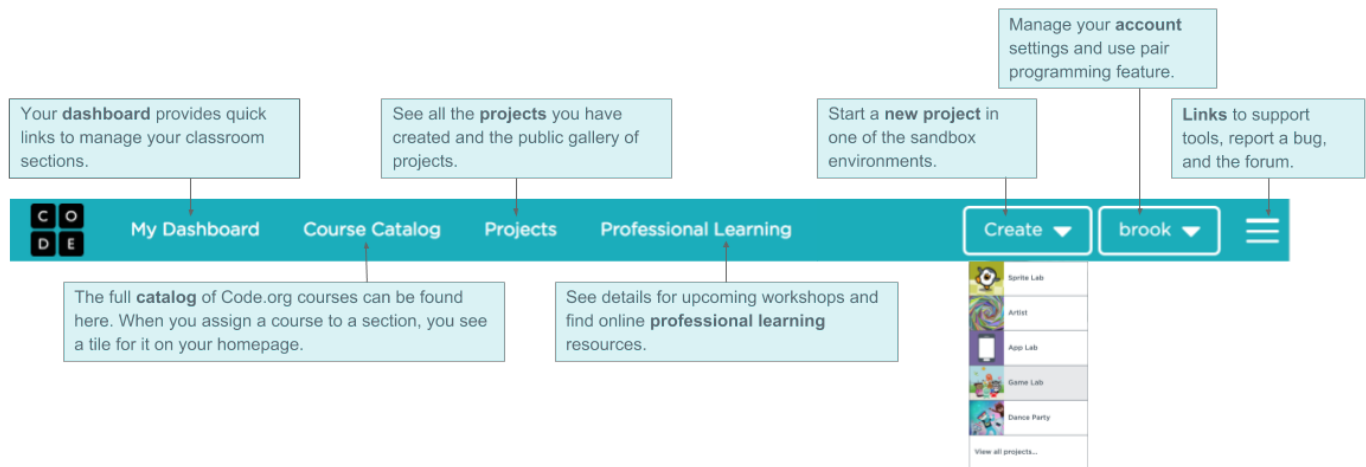 Manage your account
settings and use pair
programming feature.
Your dashboard provides quick
links to manage your classroom
sections.
See all the projects you have
created and the public gallery of
projects.
Start a new project in
one of the sandbox
environments.
Links to support
tools, report a bug,
and the forum.
C O
D E
My Dashboard
Course Catalog
Projects
Professional Learning
Create
brook
The full catalog of Code.org courses can be found
here. When you assign a course to a section, you see
a tile for it on your homepage.
See details for upcoming workshops and
find online professional learning
resources.
Sprite Lab
Artist
App Lab
Game Lab
Dance Party
View all projects...